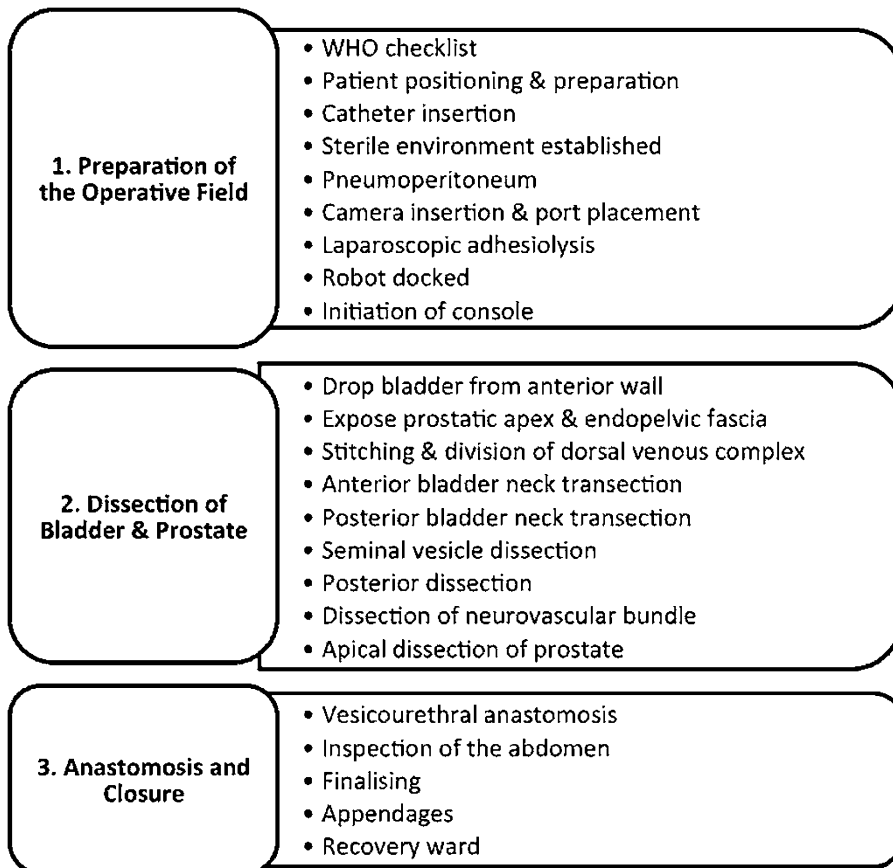 1. Preparation of
the Operative Field
• WHO checklist
• Patient positioning & preparation
• Catheter insertion
• Sterile environment established
• Pneumoperitoneum
• Camera insertion & port placement
• Laparoscopic adhesiolysis
• Robot docked
• Initiation of console
2. Dissection of
Bladder & Prostate
• Drop bladder from anterior wall
• Expose prostatic apex & endopelvic fascia
• Stitching & division of dorsal venous complex
• Anterior bladder neck transection
• Posterior bladder neck transection
• Seminal vesicle dissection
• Posterior dissection
• Dissection of neurovascular bundle
• Apical dissection of prostate
3. Anastomosis and
Closure
• Vesicourethral anastomosis
• Inspection of the abdomen
• Finalising
• Appendages
• Recovery ward